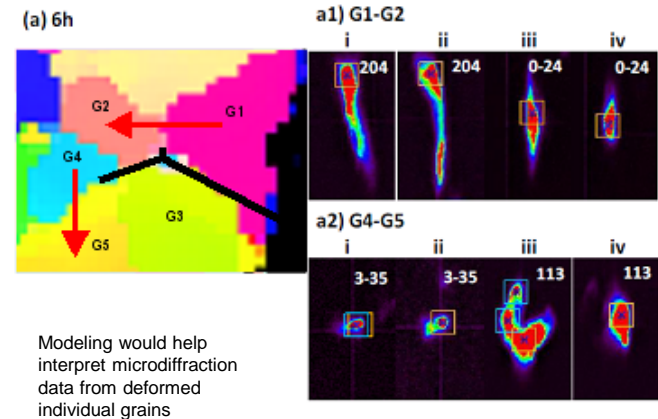 (a) 6h
a1) G1-G2
i ii iii iv
204 204 0-24 0-24
G2 G1
G4
G3
G5
a2) G4-G5
i ii iii iv
3-35 3-35 113 113
Modeling would help
interpret microdiffraction
data from deformed
individual grains